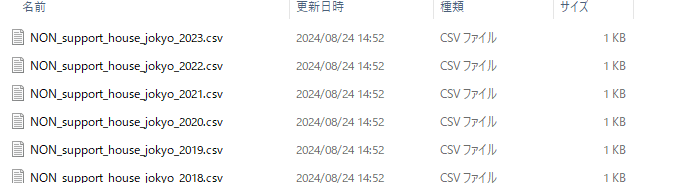 名前 更新日時 種類 サイズ
NON_support_house_jokyo_2023.csv 2024/08/24 14:52 CSV ファイル 1 KB
NON_support_house_jokyo_2022.csv 2024/08/24 14:52 CSV ファイル 1 KB
NON_support_house_jokyo_2021.csv 2024/08/24 14:52 CSV ファイル 1 KB
NON_support_house_jokyo_2020.csv 2024/08/24 14:52 CSV ファイル 1 KB
NON_support_house_jokyo_2019.csv 2024/08/24 14:52 CSV ファイル 1 KB
NON_support_house_jokyo_2018.csv 2024/08/24 14:52 CSV ファイル 1 KB